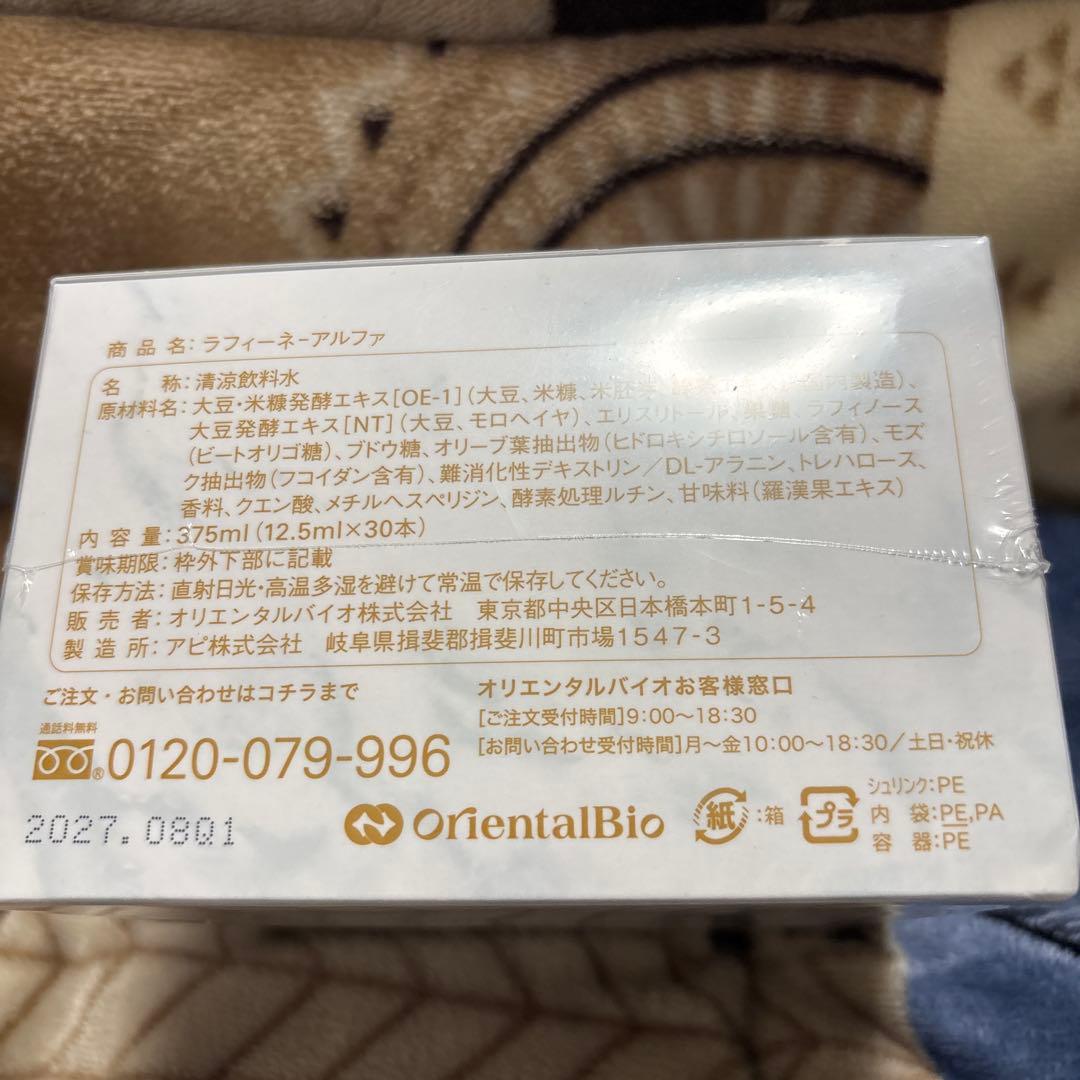 商品名:ラフィーネ-アルファ
名　称:清涼飲料水
原材料名:大豆・米糠発酵エキス[OE-1](大豆、米糠、米胚芽、内製造)、
大豆発酵エキス[NT](大豆、モロヘイヤ)、エリスリトール、果糖、ラフィノース
(ビートオリゴ糖)、ブドウ糖、オリーブ葉抽出物(ヒドロキシチロソール含有)、モズ
ク抽出物(フコイダン含有)、難消化性デキストリン/DL-アラニン、トレハロース、
香料、クエン酸、メチルヘスペリジン、酵素処理ルチン、甘味料(羅漢果エキス)
内容量:375ml(12.5ml×30本)
賞味期限:枠外下部に記載
保存方法:直射日光・高温多湿を避けて常温で保存してください。
販売者:オリエンタルバイオ株式会社　東京都中央区日本橋本町1-5-4
製造所:アピ株式会社　岐阜県揖斐郡揖斐川町市場1547-3
ご注文・お問い合わせはコチラまで
通話料無料
®0120-079-996
オリエンタルバイオお客様窓口
[ご注文受付時間]9:00〜18:30
[お問い合わせ受付時間]月〜金10:00〜18:30/土日・祝休
2027.08Q1
OrientalBio
紙:箱
プラ
シュリンク:PE
内　袋:PE,PA
容　器:PE